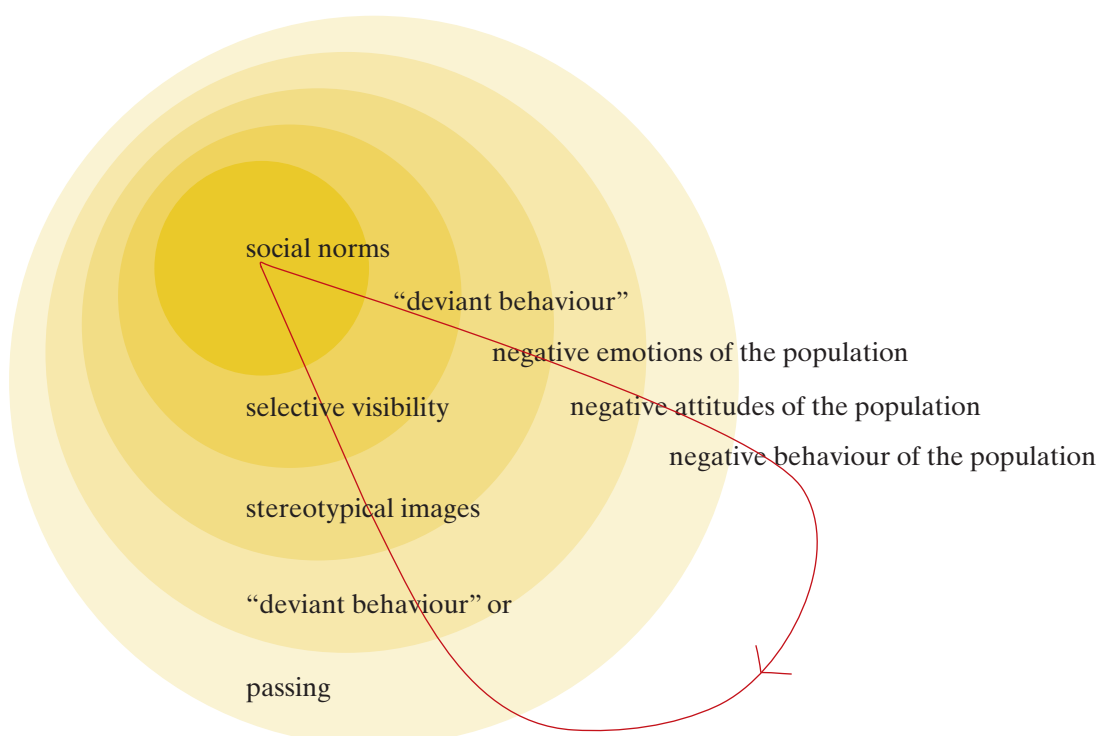 social norms
“deviant behaviour”
negative emotions of the population
negative attitudes of the population
selective visibility
negative behaviour of the population
stereotypical images
“deviant behaviour” or
passing